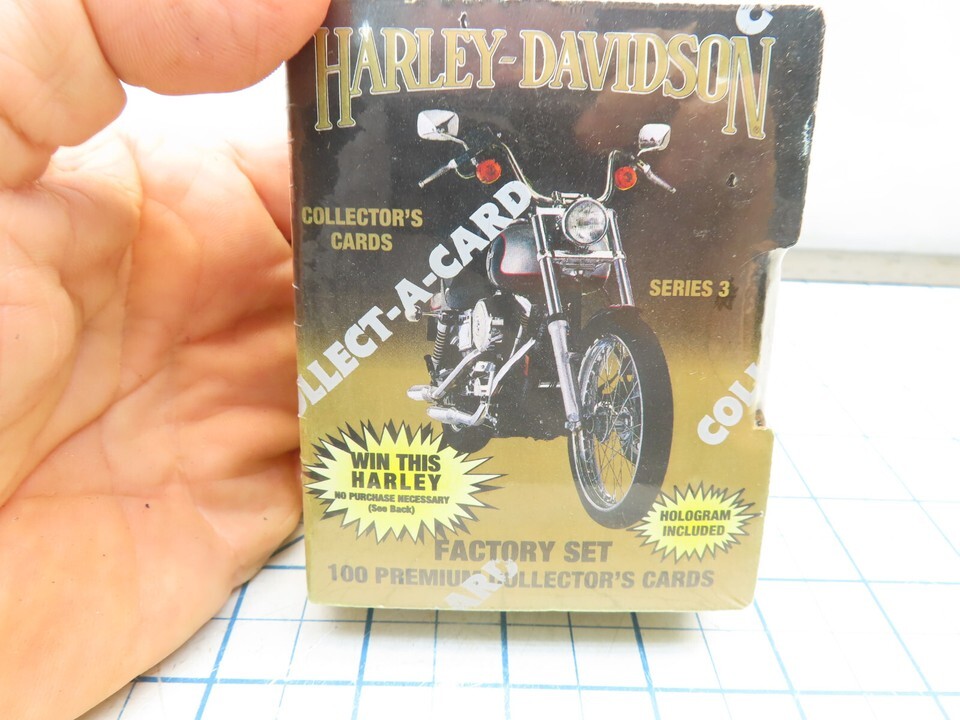 HARLEY-DAVIDSON
COLLECTOR'S
CARDS
COLLECT-A-CARD
SERIES 3
WIN THIS
HARLEY
NO PURCHASE NECESSARY
(See Back)
HOLOGRAM
INCLUDED
FACTORY SET
100 PREMIUM COLLECTOR'S CARDS